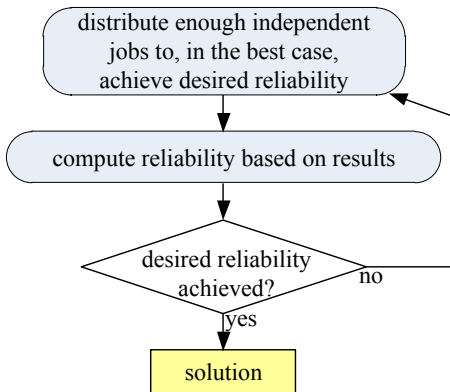 distribute enough independent
jobs to, in the best case,
achieve desired reliability
compute reliability based on results
desired reliability
achieved?
no
yes
solution